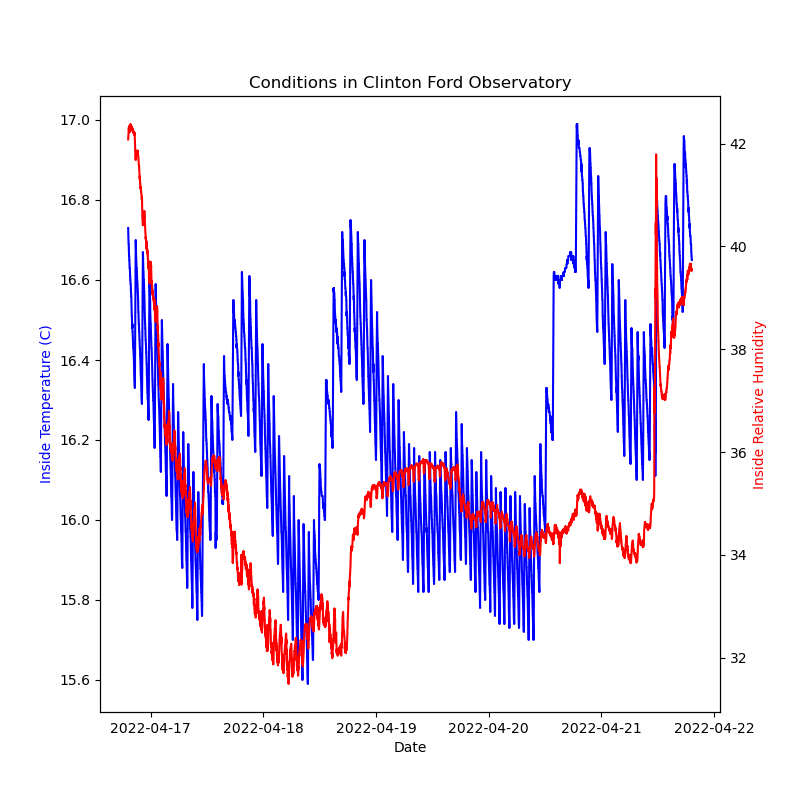 Conditions in Clinton Ford Observatory
17.0
16.8
16.6
16.4
16.2
16.0
15.8
15.6
Inside Temperature (C)
42
40
38
36
34
32
Inside Relative Humidity
2022-04-17 2022-04-18 2022-04-19 2022-04-20 2022-04-21 2022-04-22
Date